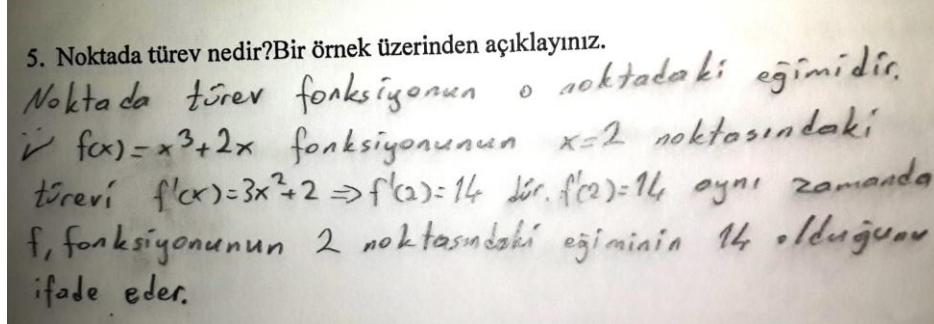 5. Noktada türev nedir?Bir örnek üzerinden açıklayınız.
Noktada türev fonksiyonun o noktadaki eğimidir.
f(x)=x³+2x fonksiyonunun x=2 noktasındaki
türevi f'(x)=3x²+2 ⇒ f'(2)=14 dür. f'(2)=14 aynı zamanda
f, fonksiyonunun 2 noktasındaki eğiminin 14 olduğunu
ifade eder.